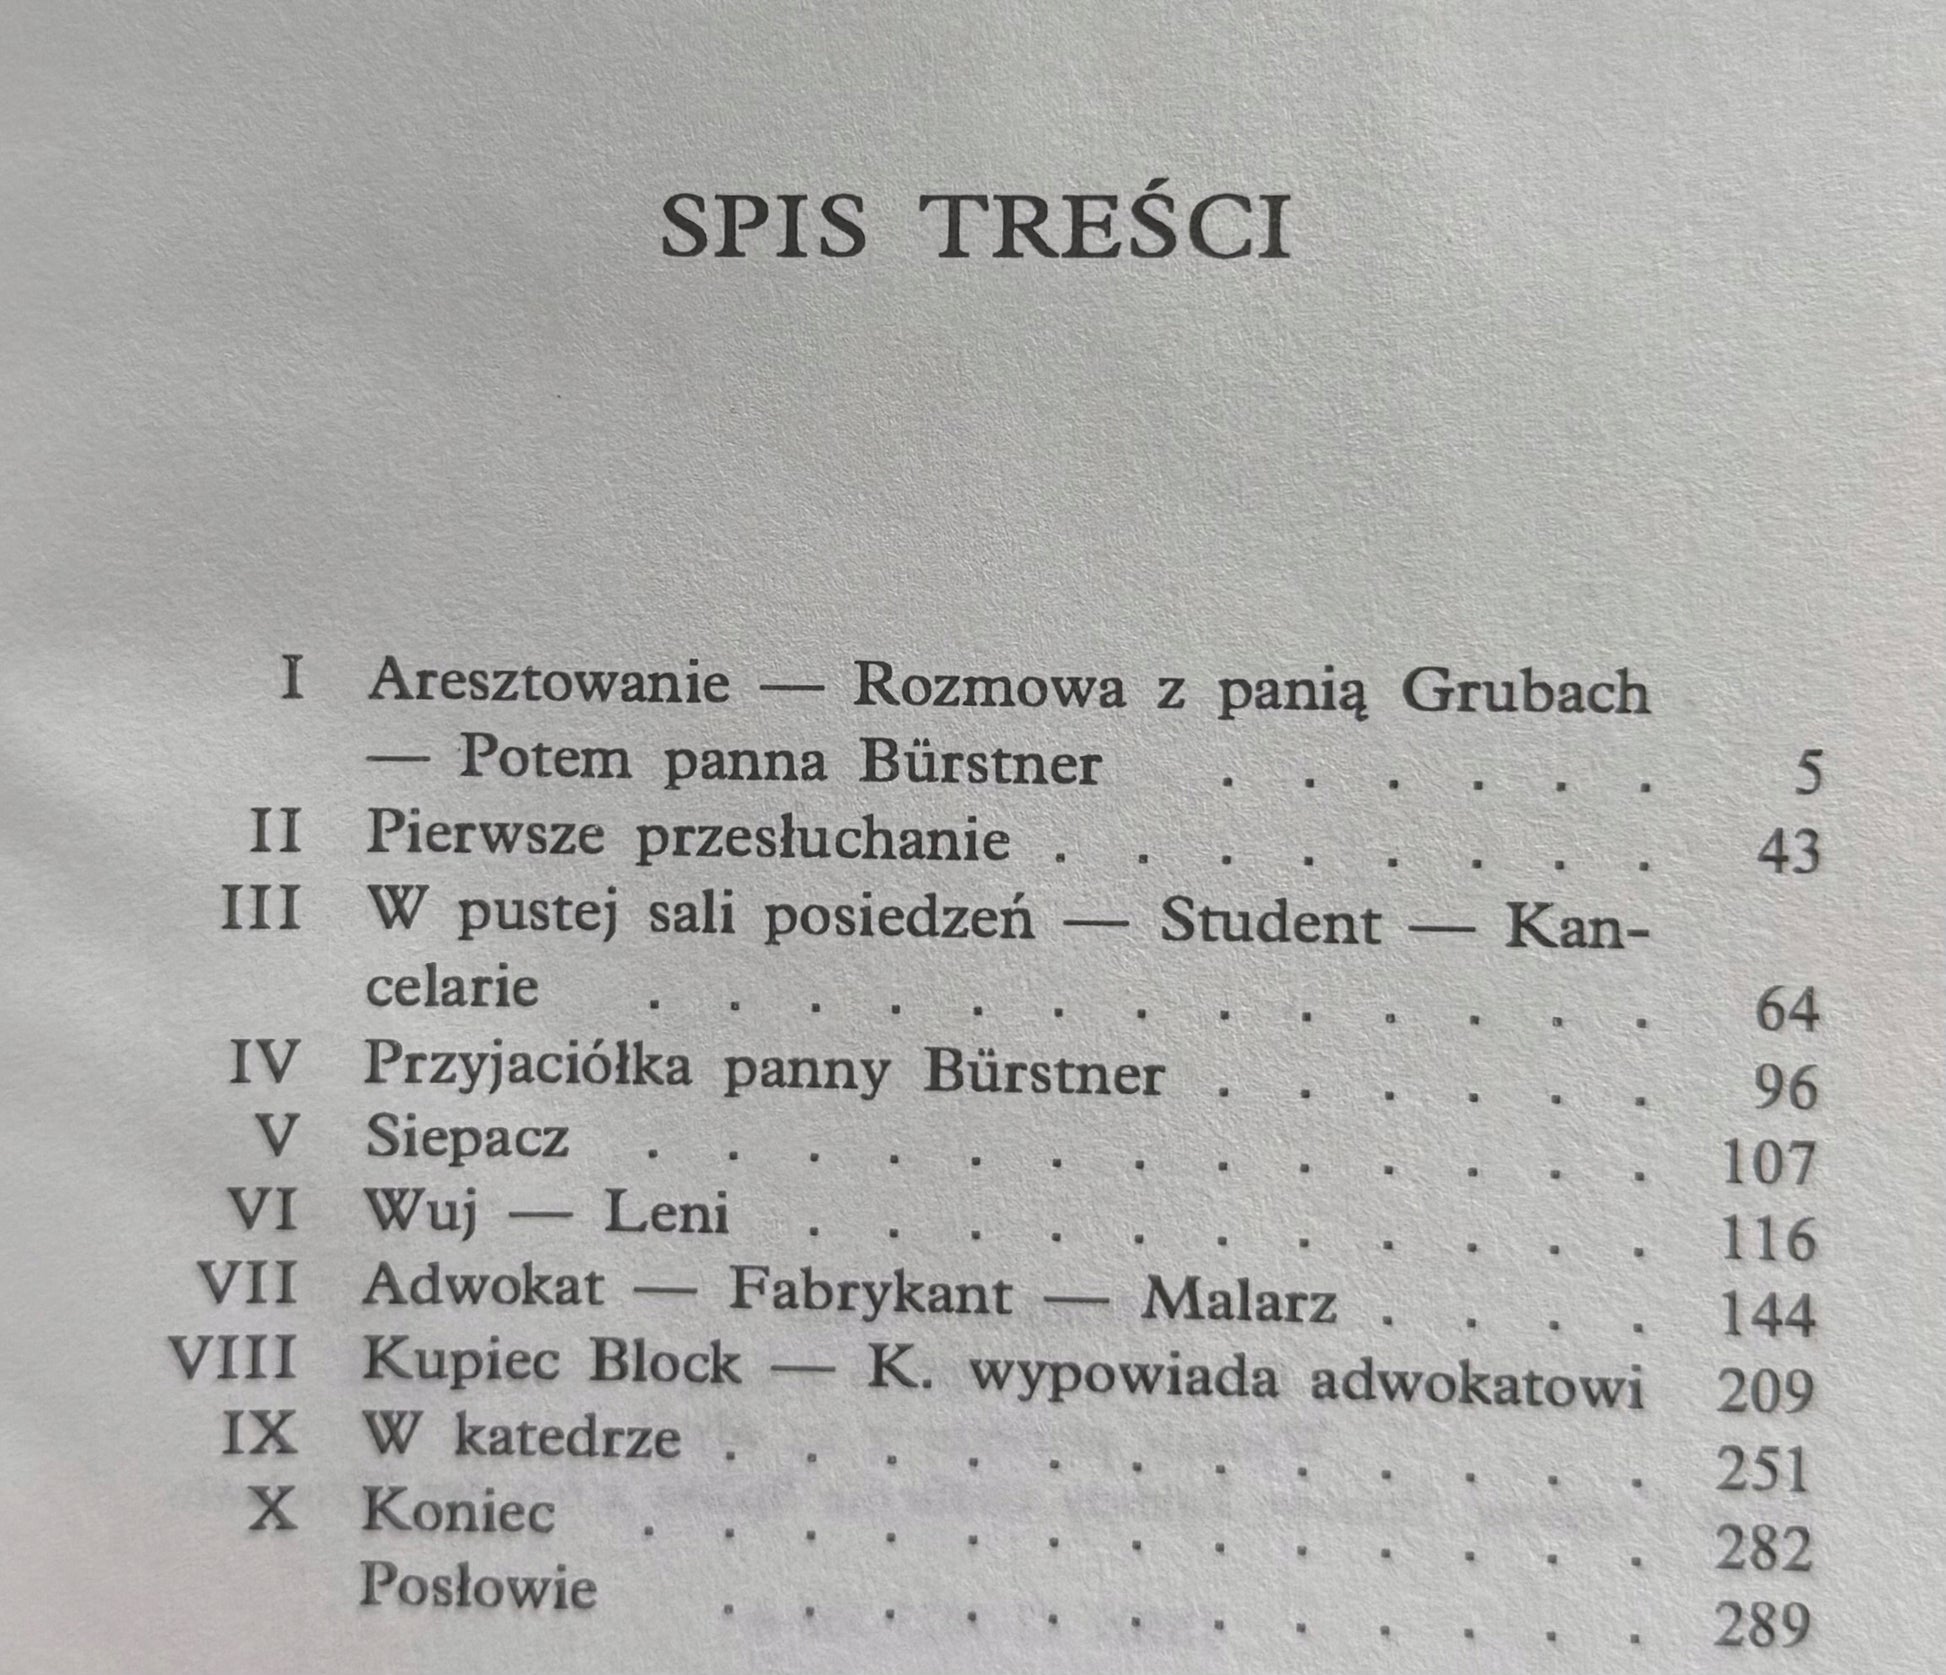 SPIS TREŚCI
I Aresztowanie — Rozmowa z panią Grubach
— Potem panna Bürstner . . . . . . 5
II Pierwsze przesłuchanie . . . . . . . . 43
III W pustej sali posiedzeń — Student — Kan-
celarie . . . . . . . . . . . . . 64
IV Przyjaciółka panny Bürstner . . . . . . 96
V Siepacz . . . . . . . . . . . . . 107
VI Wuj — Leni . . . . . . . . . . . 116
VII Adwokat — Fabrykant — Malarz . . . . 144
VIII Kupiec Block — K. wypowiada adwokatowi 209
IX W katedrze . . . . . . . . . . . . 251
X Koniec . . . . . . . . . . . . . 282
Posłowie . . . . . . . . . . . . 289